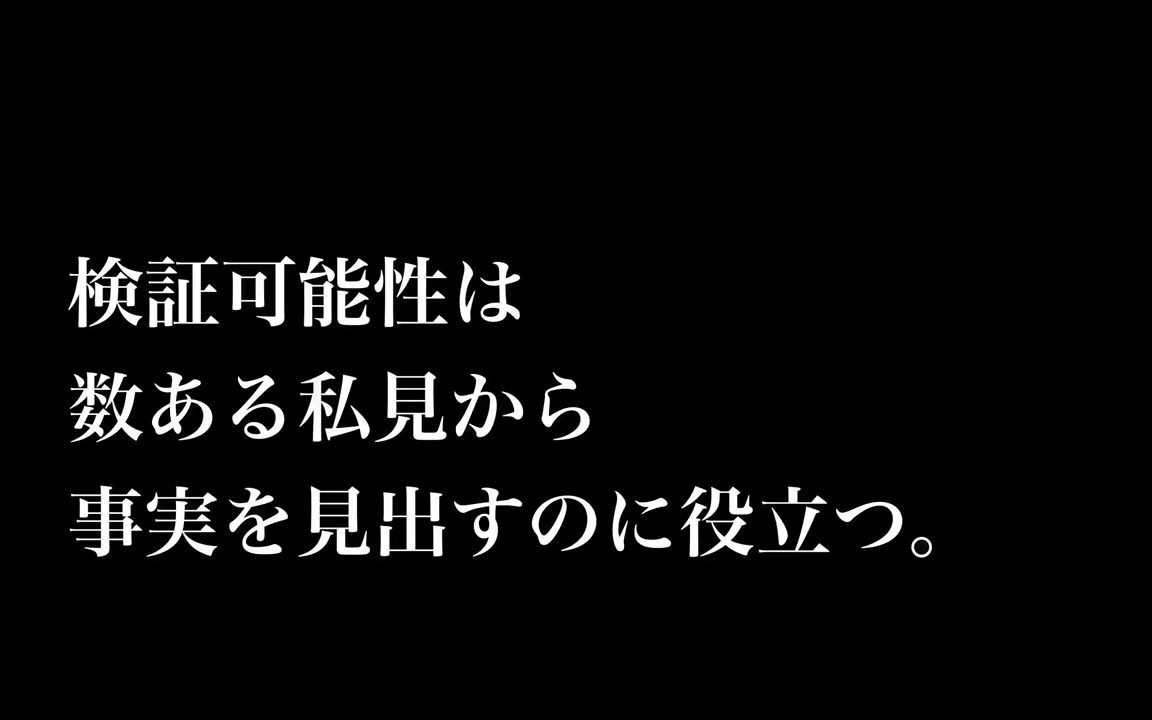 検証可能性は
数ある私見から
事実を見出すのに役立つ。